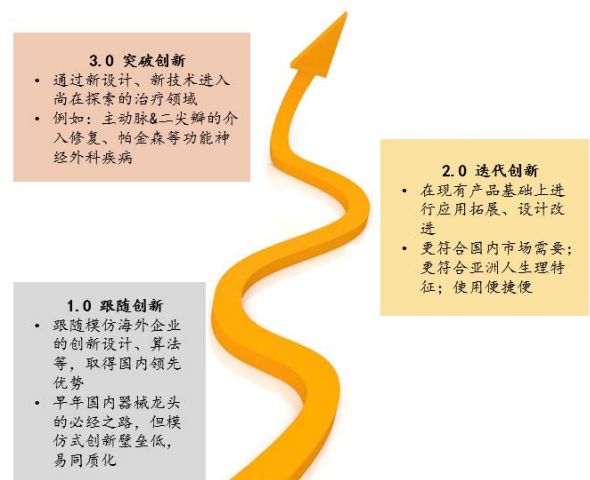 3.0 突破创新
• 通过新设计、新技术进入
尚在探索的治疗领域
• 例如：主动脉&二尖瓣的介
入修复、帕金森等功能神
经外科疾病
2.0 迭代创新
• 在现有产品基础上进
行应用拓展、设计改
进
• 更符合国内市场需要；
更符合亚洲人生理特
征；使用便捷便
1.0 跟随创新
• 跟随模仿海外企业
的创新设计、算法
等，取得国内领先
优势
• 早年国内器械龙头
的必经之路，但模
仿式创新壁垒低，
易同质化